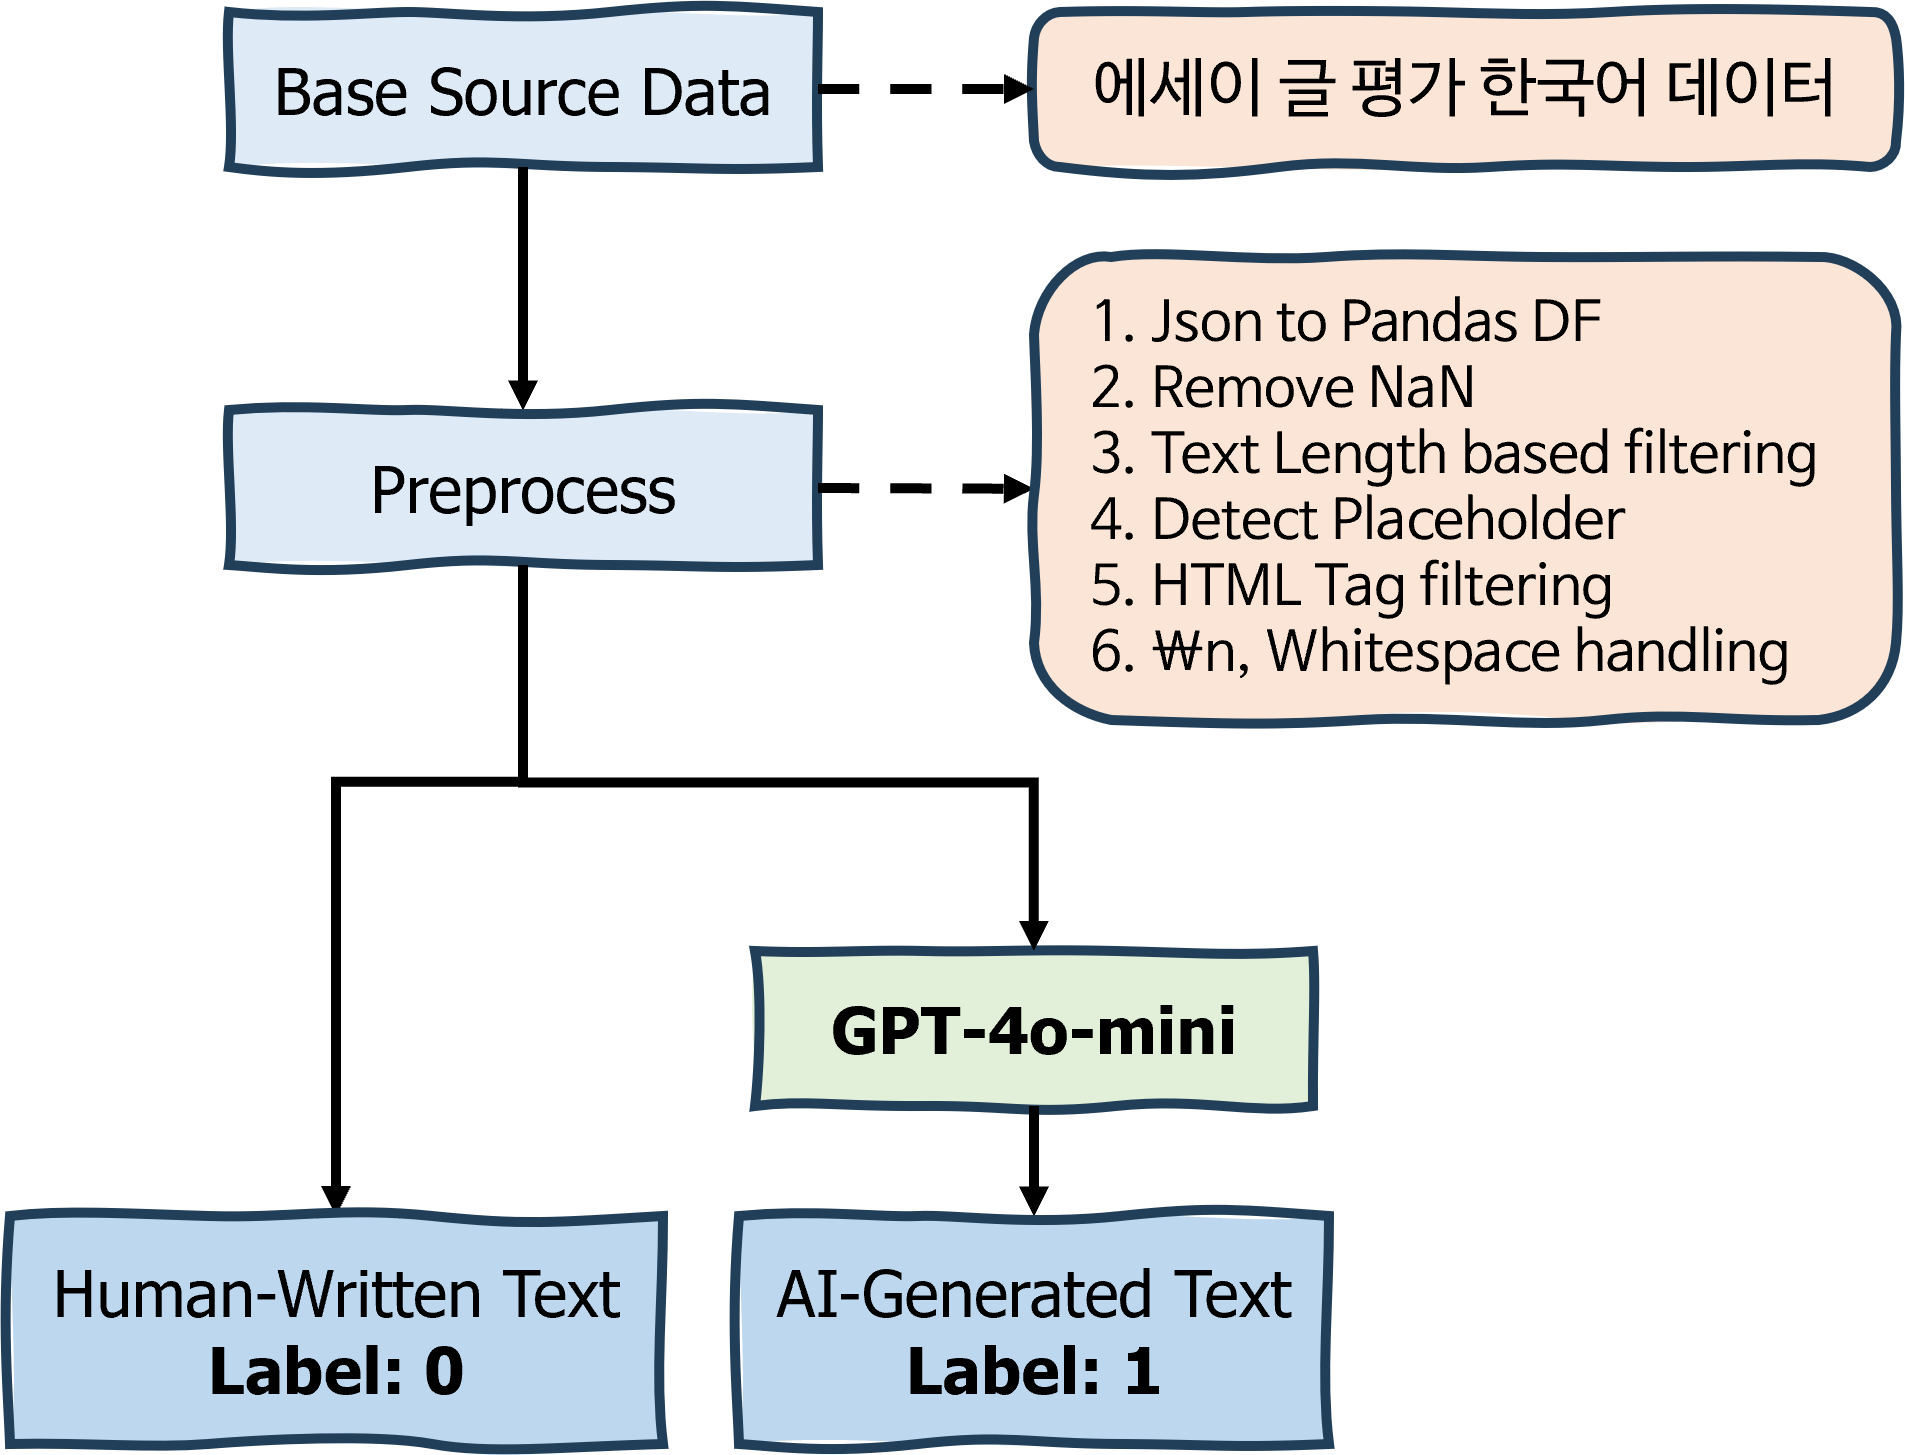 Base Source Data
에세이 글 평가 한국어 데이터
Preprocess
1. Json to Pandas DF
2. Remove NaN
3. Text Length based filtering
4. Detect Placeholder
5. HTML Tag filtering
6. ₩n, Whitespace handling
GPT-4o-mini
Human-Written Text
Label: 0
AI-Generated Text
Label: 1